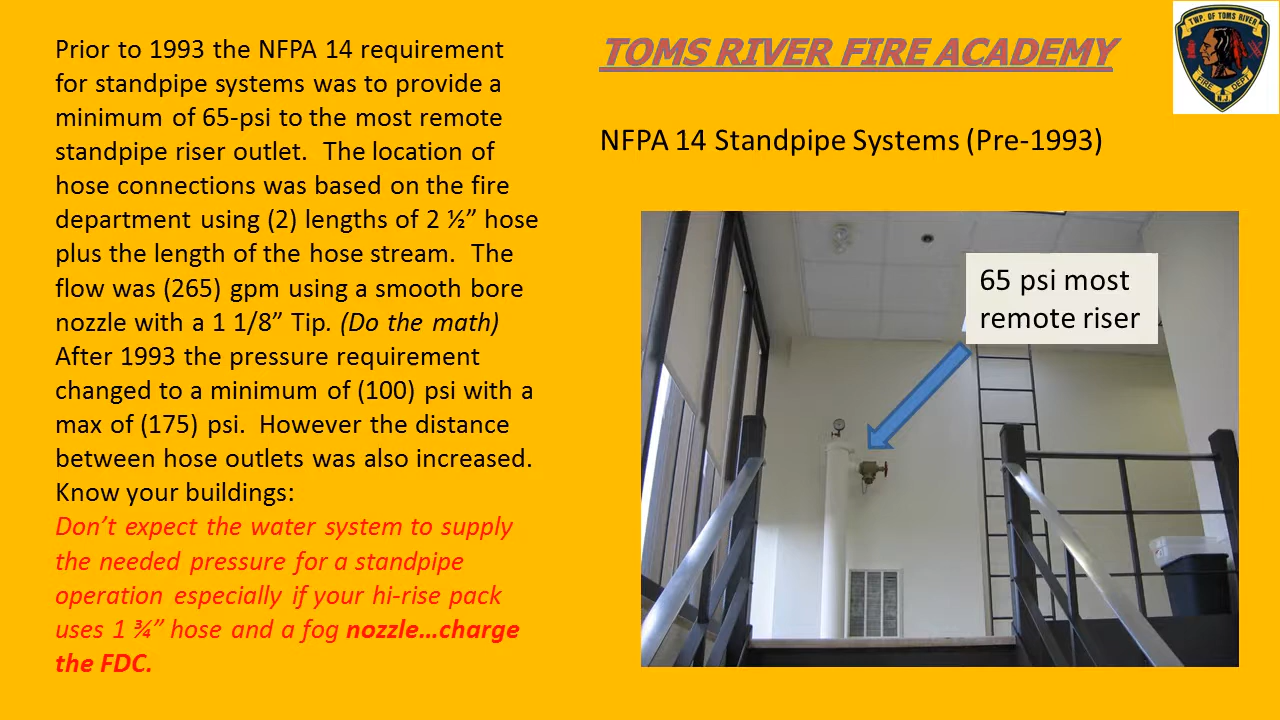 Prior to 1993 the NFPA 14 requirement
for standpipe systems was to provide a
minimum of 65-psi to the most remote
standpipe riser outlet.  The location of
hose connections was based on the fire
department using (2) lengths of 2 ½” hose
plus the length of the hose stream.  The
flow was (265) gpm using a smooth bore
nozzle with a 1 1/8” Tip. (Do the math)
After 1993 the pressure requirement
changed to a minimum of (100) psi with a
max of (175) psi.  However the distance
between hose outlets was also increased.
Know your buildings:
Don’t expect the water system to supply
the needed pressure for a standpipe
operation especially if your hi-rise pack
uses 1 ¾” hose and a fog nozzle…charge
the FDC.
TOMS RIVER FIRE ACADEMY
TWP. OF TOMS RIVER
FIRE DEPT
N.J.
NFPA 14 Standpipe Systems (Pre-1993)
65 psi most
remote riser